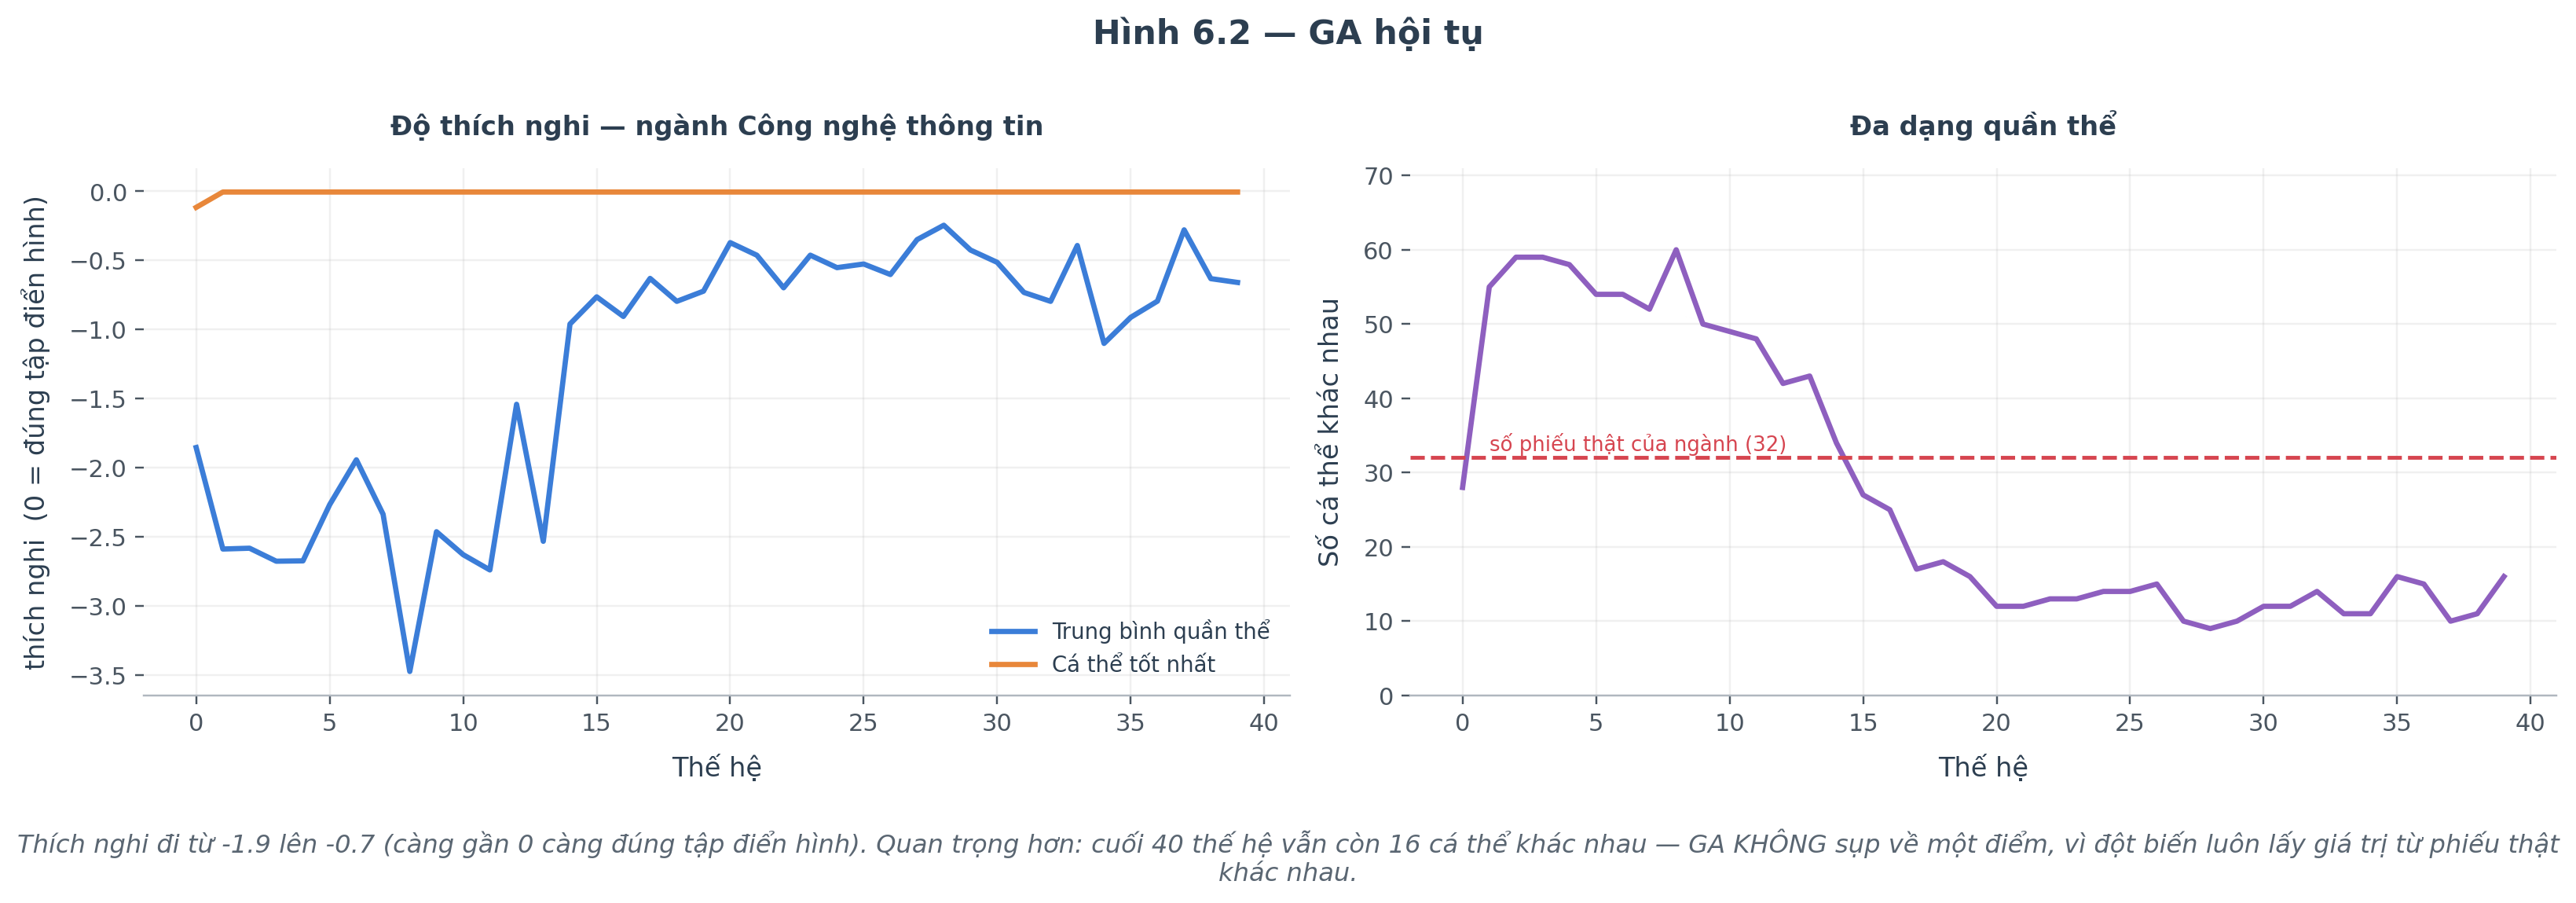 Hình 6.2 — GA hội tụ
Độ thích nghi — ngành Công nghệ thông tin
thích nghi (0 = đúng tập điển hình)
0.0
−0.5
−1.0
−1.5
−2.0
−2.5
−3.0
−3.5
Trung bình quần thể
Cá thể tốt nhất
0 5 10 15 20 25 30 35 40
Thế hệ
Đa dạng quần thể
Số cá thể khác nhau
70
60
50
40
30
20
10
0
số phiếu thật của ngành (32)
0 5 10 15 20 25 30 35 40
Thế hệ
Thích nghi đi từ -1.9 lên -0.7 (càng gần 0 càng đúng tập điển hình). Quan trọng hơn: cuối 40 thế hệ vẫn còn 16 cá thể khác nhau — GA KHÔNG sụp về một điểm, vì đột biến luôn lấy giá trị từ phiếu thật
khác nhau.